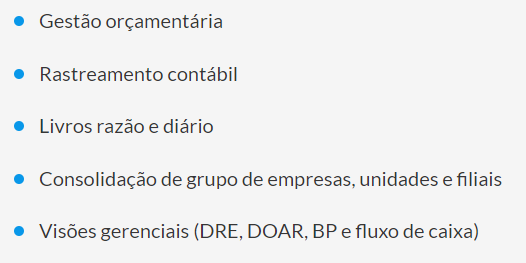 Gestão orçamentária
Rastreamento contábil
Livros razão e diário
Consolidação de grupo de empresas, unidades e filiais
Visões gerenciais (DRE, DOAR, BP e fluxo de caixa)